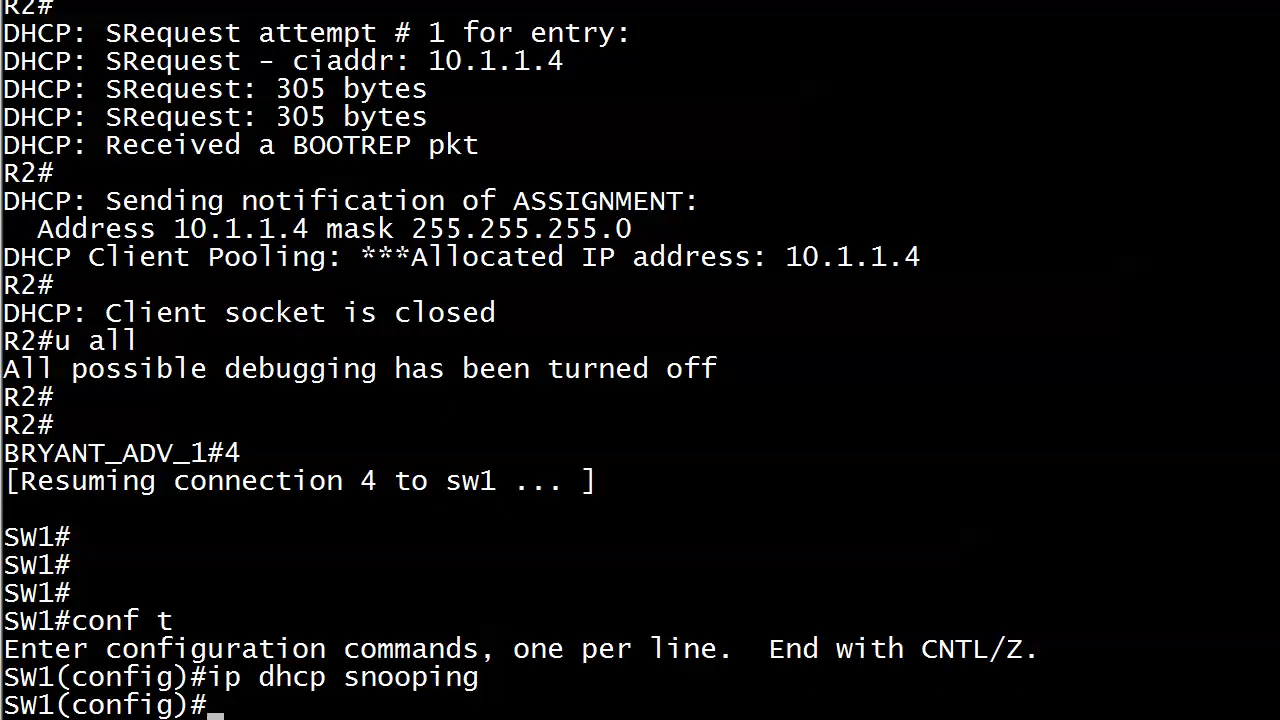 R2#
DHCP: SRequest attempt # 1 for entry:
DHCP: SRequest - ciaddr: 10.1.1.4
DHCP: SRequest: 305 bytes
DHCP: SRequest: 305 bytes
DHCP: Received a BOOTREP pkt
R2#
DHCP: Sending notification of ASSIGNMENT:
  Address 10.1.1.4 mask 255.255.255.0
DHCP Client Pooling: ***Allocated IP address: 10.1.1.4
R2#
DHCP: Client socket is closed
R2#u all
All possible debugging has been turned off
R2#
R2#
BRYANT_ADV_1#4
[Resuming connection 4 to sw1 ... ]
SW1#
SW1#
SW1#
SW1#conf t
Enter configuration commands, one per line.  End with CNTL/Z.
SW1(config)#ip dhcp snooping
SW1(config)#